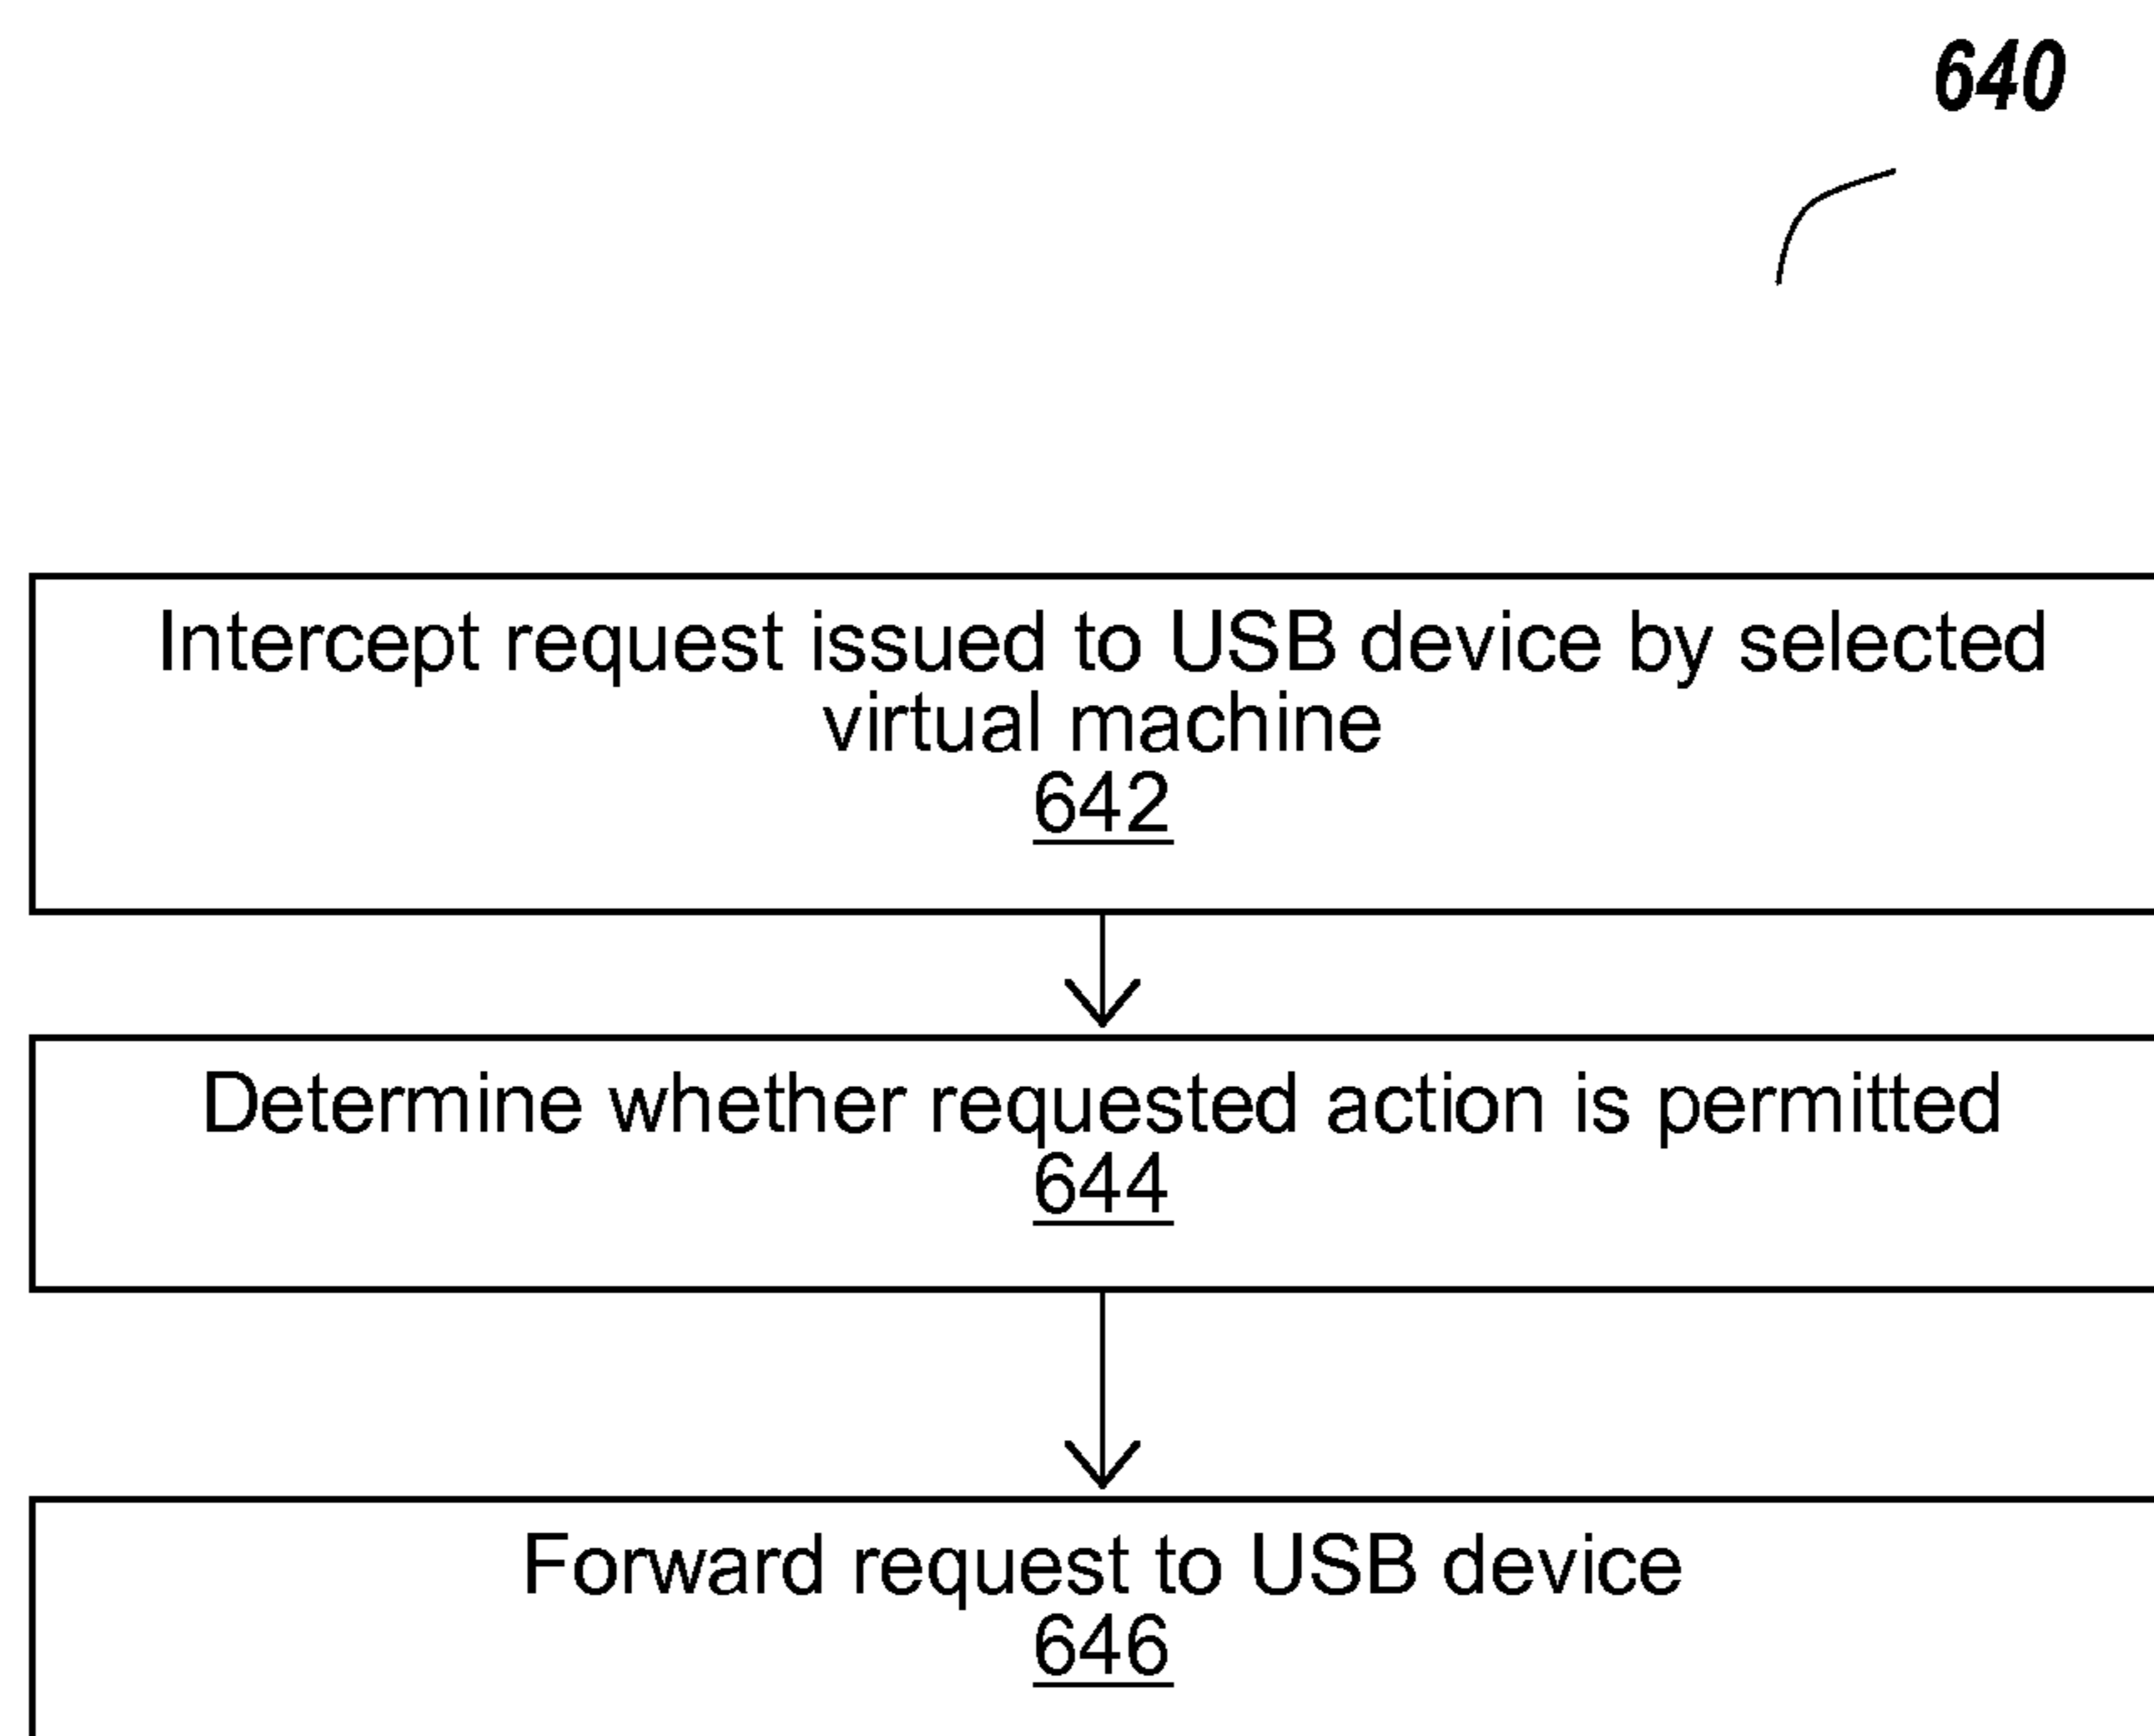 640
Intercept request issued to USB device by selected
virtual machine
642
Determine whether requested action is permitted
644
Forward request to USB device
646